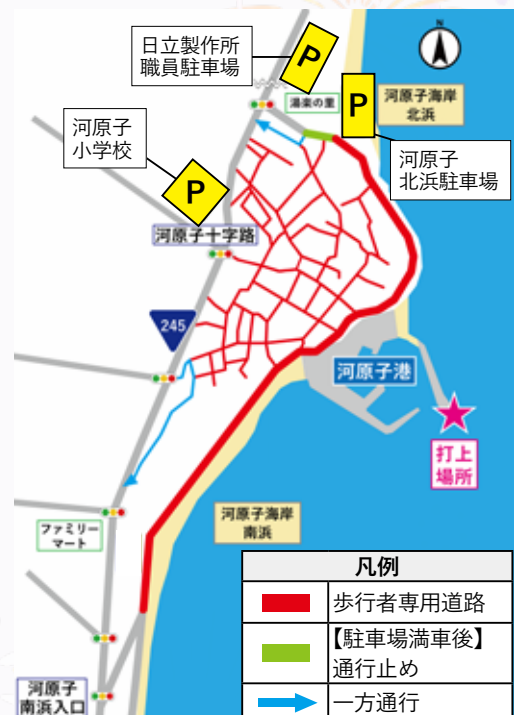 日立製作所
職員駐車場
P
N
湯楽の里
P
河原子海岸
北浜
河原子
小学校
河原子
北浜駐車場
P
河原子十字路
245
河原子港
打上
場所
河原子海岸
南浜
ファミリー
マート
凡例
歩行者専用道路
【駐車場満車後】
通行止め
一方通行
河原子
南浜入口